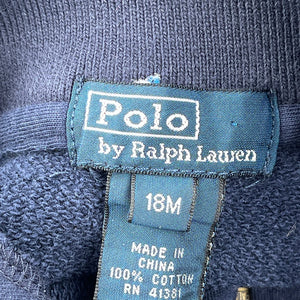 Polo
by Ralph Lauren
18M
MADE IN
CHINA
100% COTTON
RN 41381